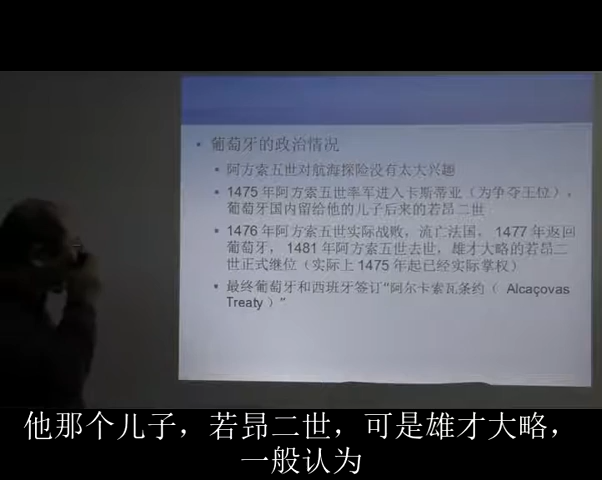 • 葡萄牙的政治情况
• 阿方索五世对航海探险没有太大兴趣
• 1475 年阿方索五世率军进入卡斯蒂亚（为争夺王位），
葡萄牙国内留给他的儿子后来的若昂二世
• 1476 年阿方索五世实际战败，流亡法国，1477 年返回
葡萄牙，1481 年阿方索五世去世，雄才大略的若昂二
世正式继位（实际上 1475 年起已经实际掌权）
• 最终葡萄牙和西班牙签订“阿尔卡索瓦条约（ Alcaçovas
Treaty ）”
他那个儿子，若昂二世，可是雄才大略，
一般认为